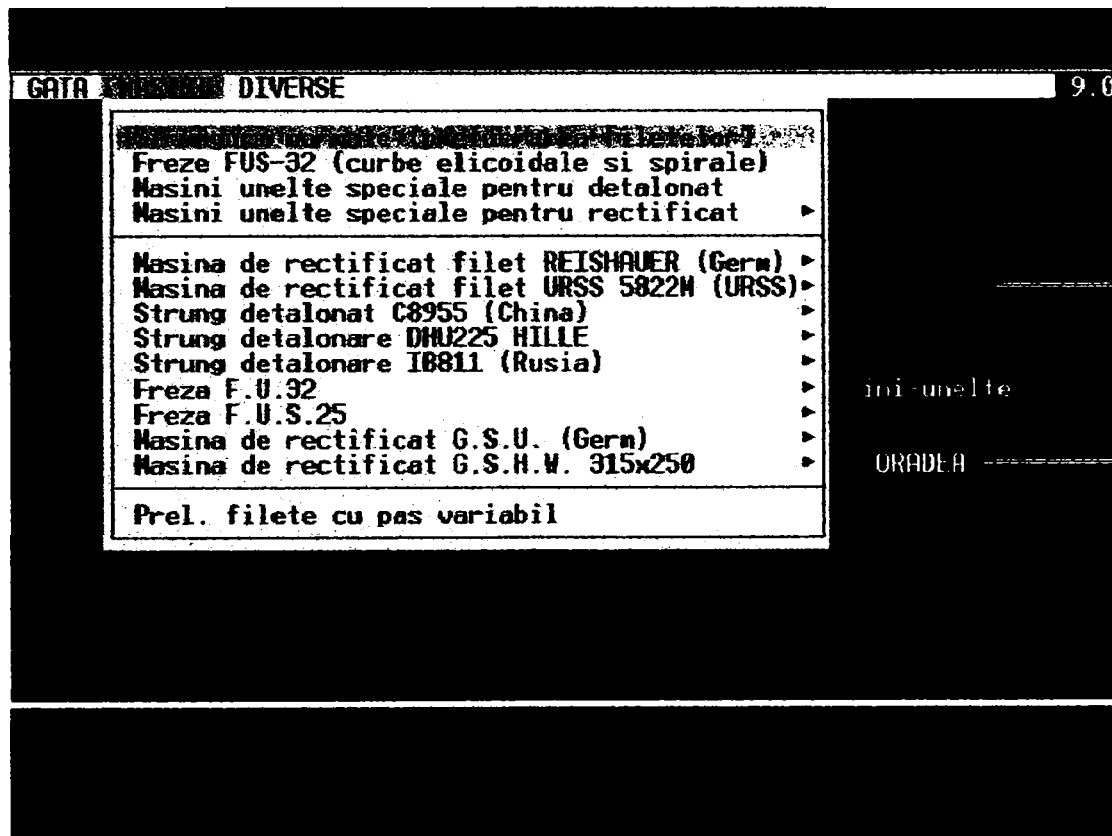 GATA DIVERSE 9.0
Freze FUS-32 (curbe elicoidale si spirale)
Masini unelte speciale pentru detalonat
Masini unelte speciale pentru rectificat ►
Masina de rectificat filet REISHAUER (Germ) ►
Masina de rectificat filet URSS 5822M (URSS)►
Strung detalonat C8955 (China) ►
Strung detalonare DHU225 HILLE ►
Strung detalonare IB811 (Rusia) ►
Freza F.U.32 ►
ini-unelte
Freza F.U.S.25 ►
Masina de rectificat G.S.U. (Germ) ►
Masina de rectificat G.S.H.W. 315x250 ►
ORADEA
Prel. filete cu pas variabil